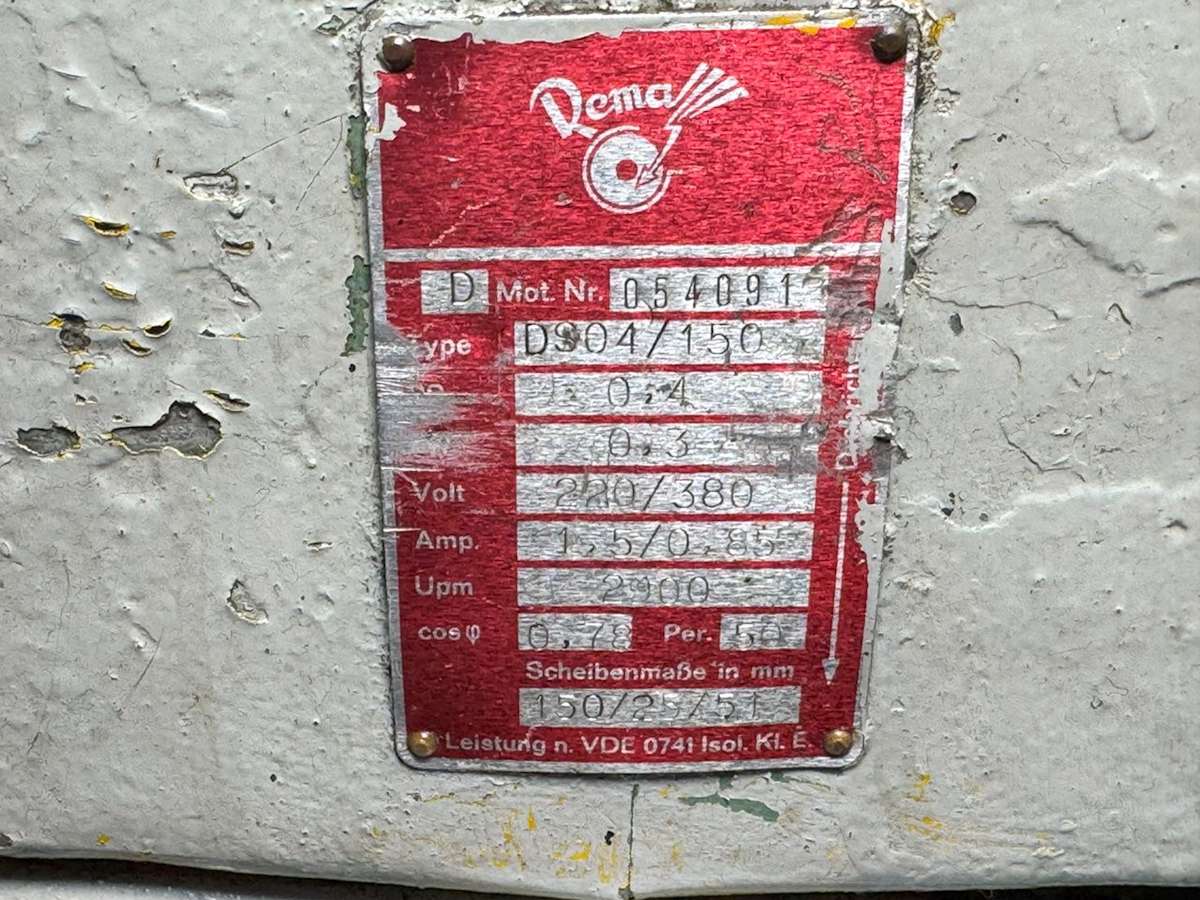 Rema
D Mot. Nr. 054091
DS04/150
0,4
0,3
Volt 220/380
Amp. 1,5/0,85
Upm 2900
cos φ 0,78 Per. 50
Scheibenmaße in mm
150/25/51
Leistung n. VDE 0741 Isol. Kl. E.